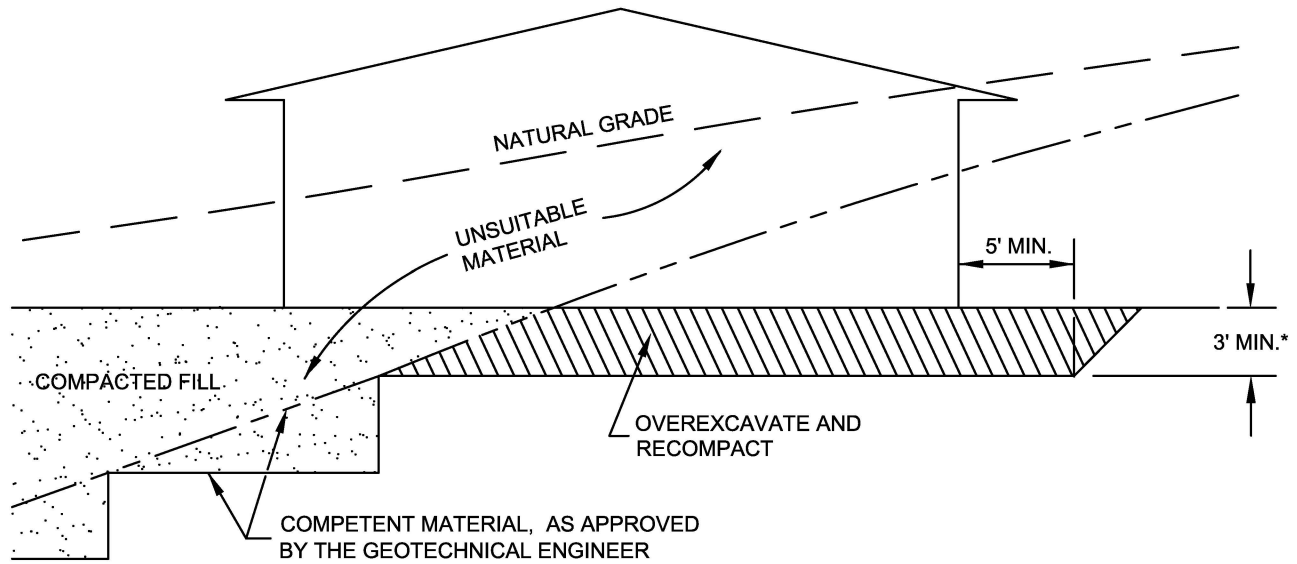 NATURAL GRADE
UNSUITABLE
MATERIAL
5' MIN.
3' MIN.*
COMPACTED FILL
OVEREXCAVATE AND
RECOMPACT
COMPETENT MATERIAL, AS APPROVED
BY THE GEOTECHNICAL ENGINEER